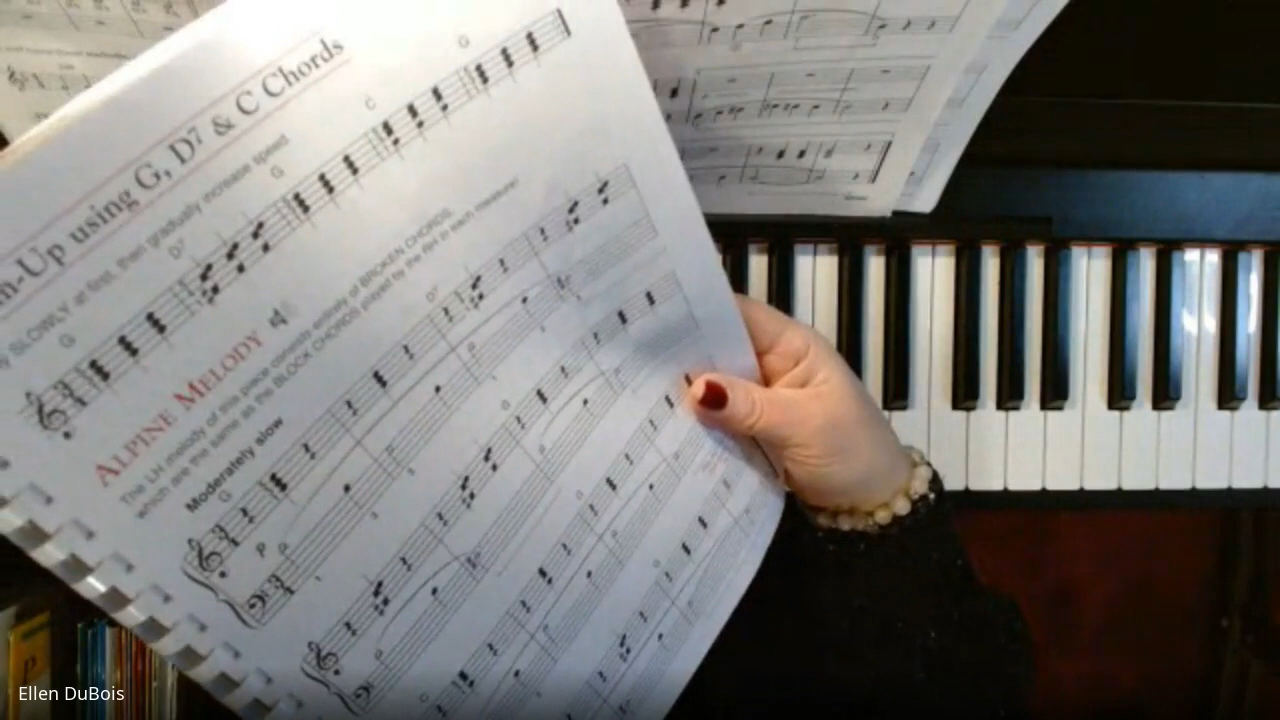 m-Up using G, D7 & C Chords
SLOWLY at first, then gradually increase speed
G
D7
G
C
G
ALPINE MELODY
The LH melody of this piece consists entirely of BROKEN CHORDS,
which are the same as the BLOCK CHORDS played by the RH in each measure!
Moderately slow
G
D7
p
G
G
G
C
Ellen DuBois